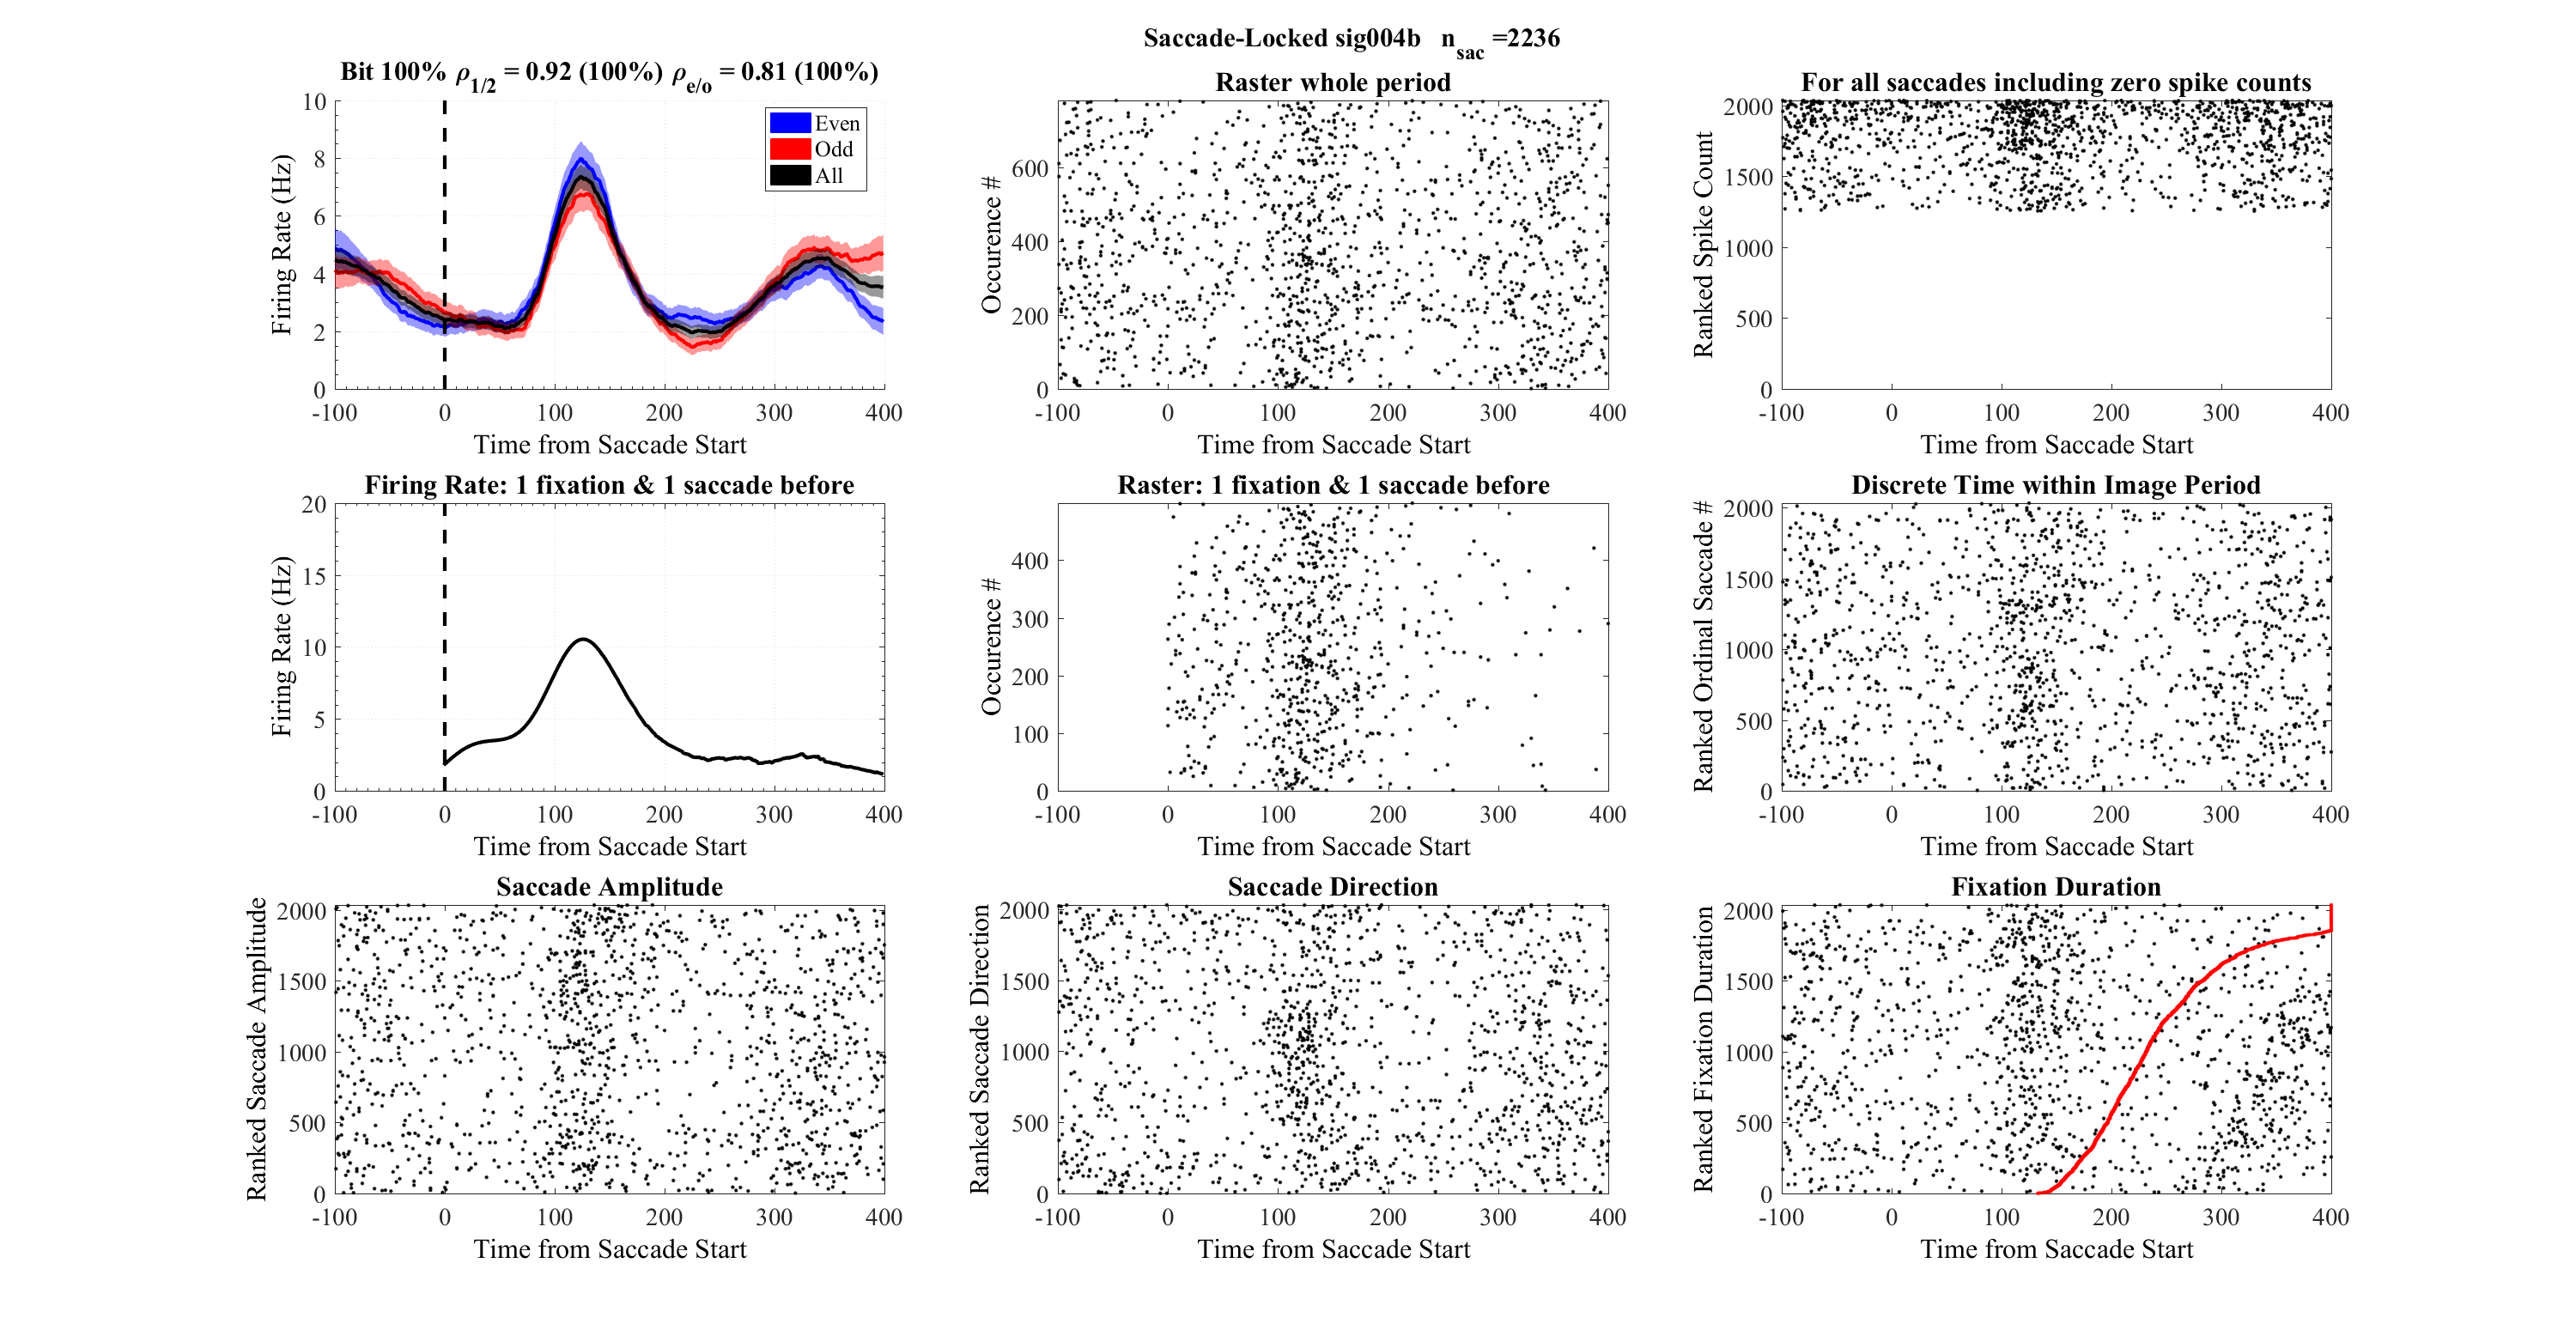 Saccade-Locked sig004b n_sac =2236
Bit 100% ρ_1/2 = 0.92 (100%) ρ_e/o = 0.81 (100%)
Firing Rate (Hz)
10
8
6
4
2
0
Even
Odd
All
-100 0 100 200 300 400
Time from Saccade Start
Raster whole period
Occurence #
600
400
200
0
-100 0 100 200 300 400
Time from Saccade Start
For all saccades including zero spike counts
Ranked Spike Count
2000
1500
1000
500
0
-100 0 100 200 300 400
Time from Saccade Start
Firing Rate: 1 fixation & 1 saccade before
Firing Rate (Hz)
20
15
10
5
0
-100 0 100 200 300 400
Time from Saccade Start
Raster: 1 fixation & 1 saccade before
Occurence #
400
300
200
100
0
-100 0 100 200 300 400
Time from Saccade Start
Discrete Time within Image Period
Ranked Ordinal Saccade #
2000
1500
1000
500
0
-100 0 100 200 300 400
Time from Saccade Start
Saccade Amplitude
Ranked Saccade Amplitude
2000
1500
1000
500
0
-100 0 100 200 300 400
Time from Saccade Start
Saccade Direction
Ranked Saccade Direction
2000
1500
1000
500
0
-100 0 100 200 300 400
Time from Saccade Start
Fixation Duration
Ranked Fixation Duration
2000
1500
1000
500
0
-100 0 100 200 300 400
Time from Saccade Start